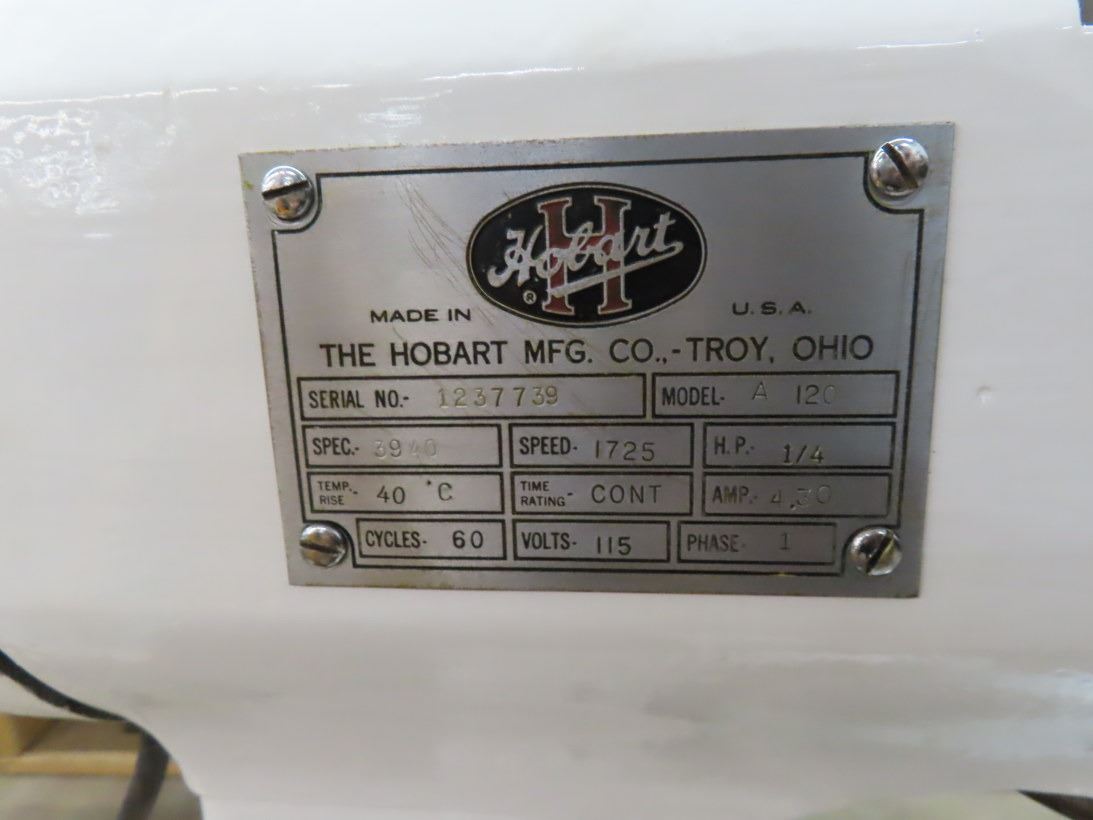 H
Hobart
®
MADE IN U.S.A.
THE HOBART MFG. CO.,-TROY, OHIO
SERIAL NO.- 1237739 MODEL- A 120
SPEC.- 3940 SPEED- 1725 H.P.- 1/4
TEMP. RISE - 40 °C TIME RATING - CONT AMP.- 4.30
CYCLES- 60 VOLTS- 115 PHASE- 1